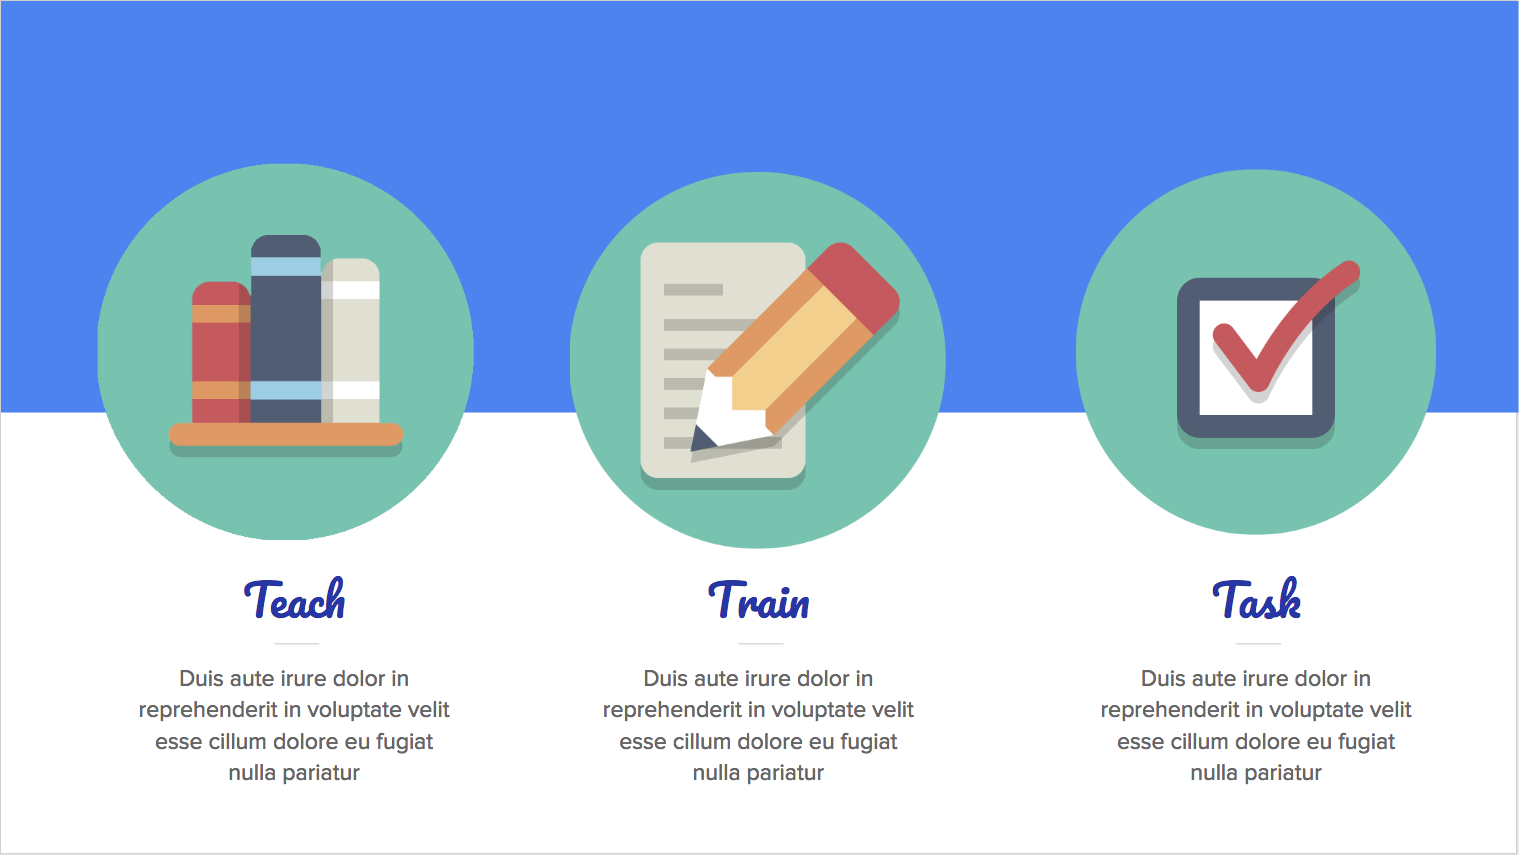 Teach
Duis aute irure dolor in
reprehenderit in voluptate velit
esse cillum dolore eu fugiat
nulla pariatur
Train
Duis aute irure dolor in
reprehenderit in voluptate velit
esse cillum dolore eu fugiat
nulla pariatur
Task
Duis aute irure dolor in
reprehenderit in voluptate velit
esse cillum dolore eu fugiat
nulla pariatur